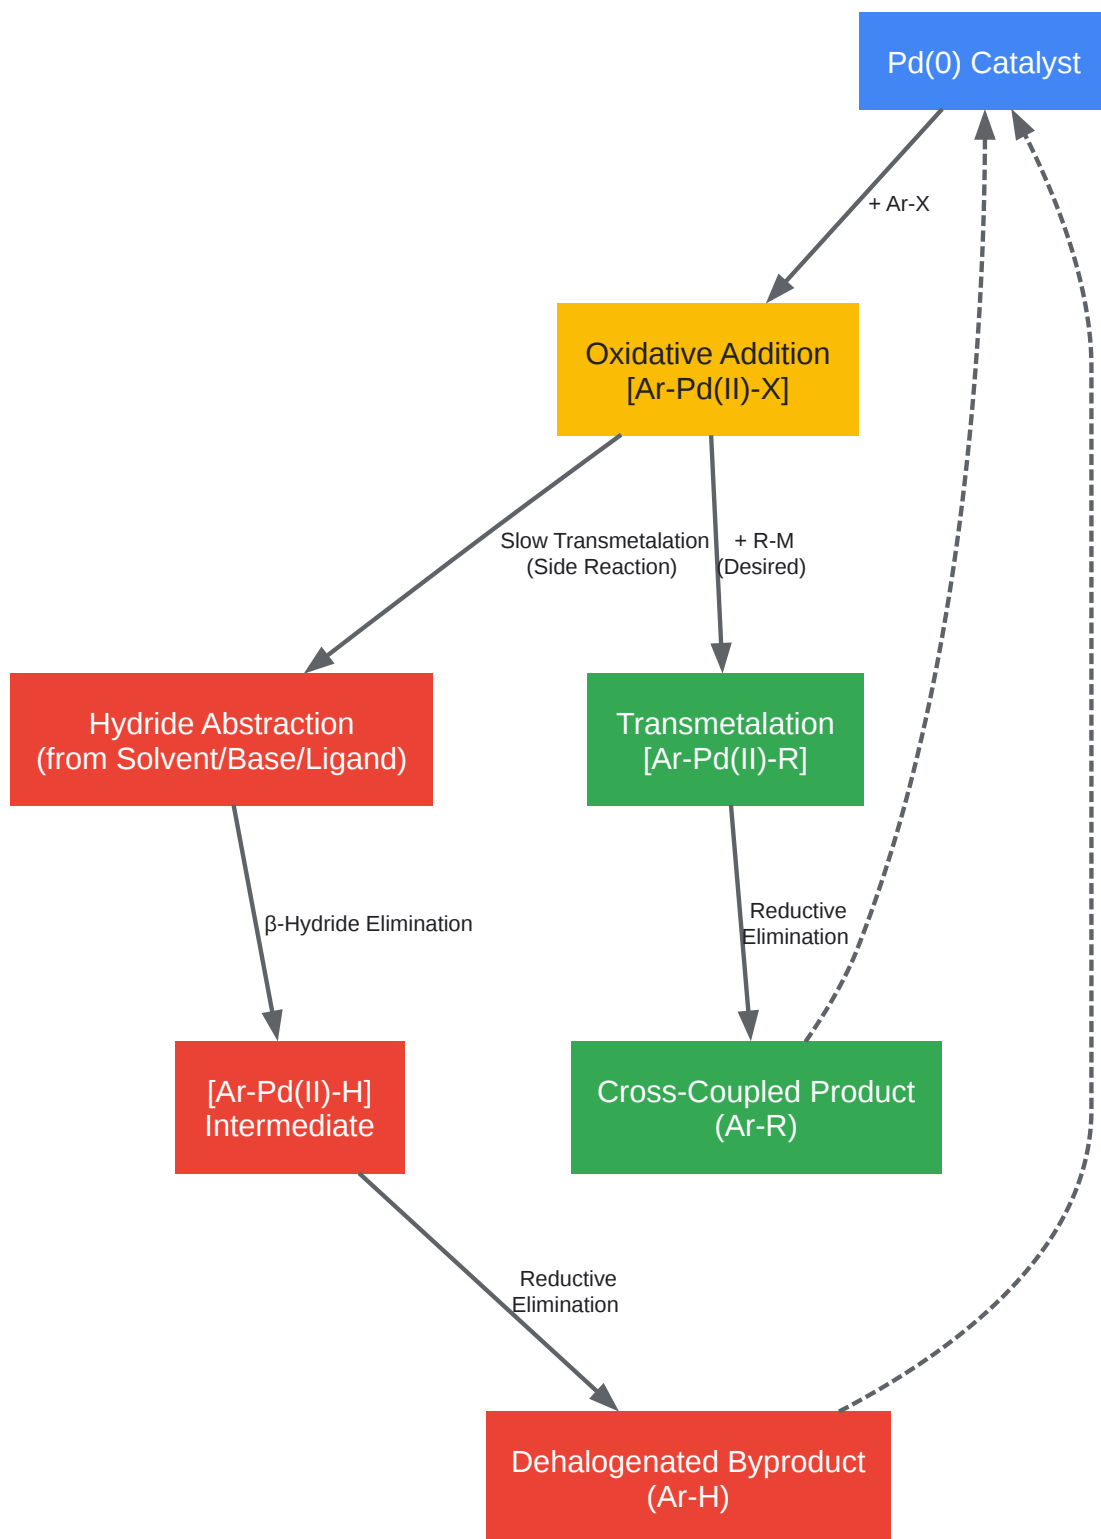 Pd(0) Catalyst
+ Ar-X
Oxidative Addition
[Ar-Pd(II)-X]
Slow Transmetalation
(Side Reaction)
+ R-M
(Desired)
Hydride Abstraction
(from Solvent/Base/Ligand)
Transmetalation
[Ar-Pd(II)-R]
β-Hydride Elimination
Reductive
Elimination
[Ar-Pd(II)-H]
Intermediate
Cross-Coupled Product
(Ar-R)
Reductive
Elimination
Dehalogenated Byproduct
(Ar-H)